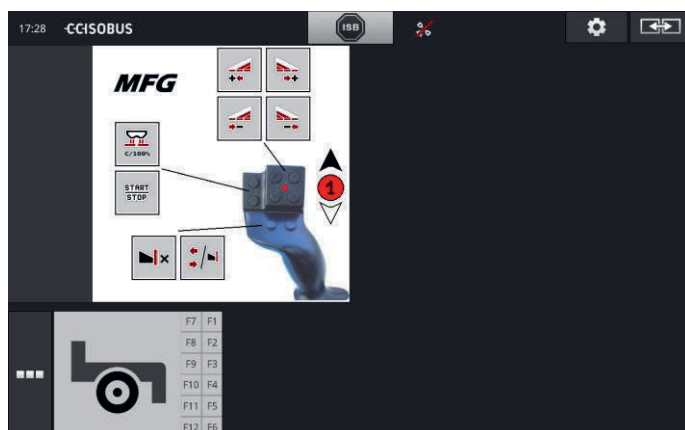 17:28 CCISOBUS ISB
MFG
C/100%
START
STOP
1
F7 F1
F8 F2
F9 F3
F10 F4
F11 F5
F12 F6